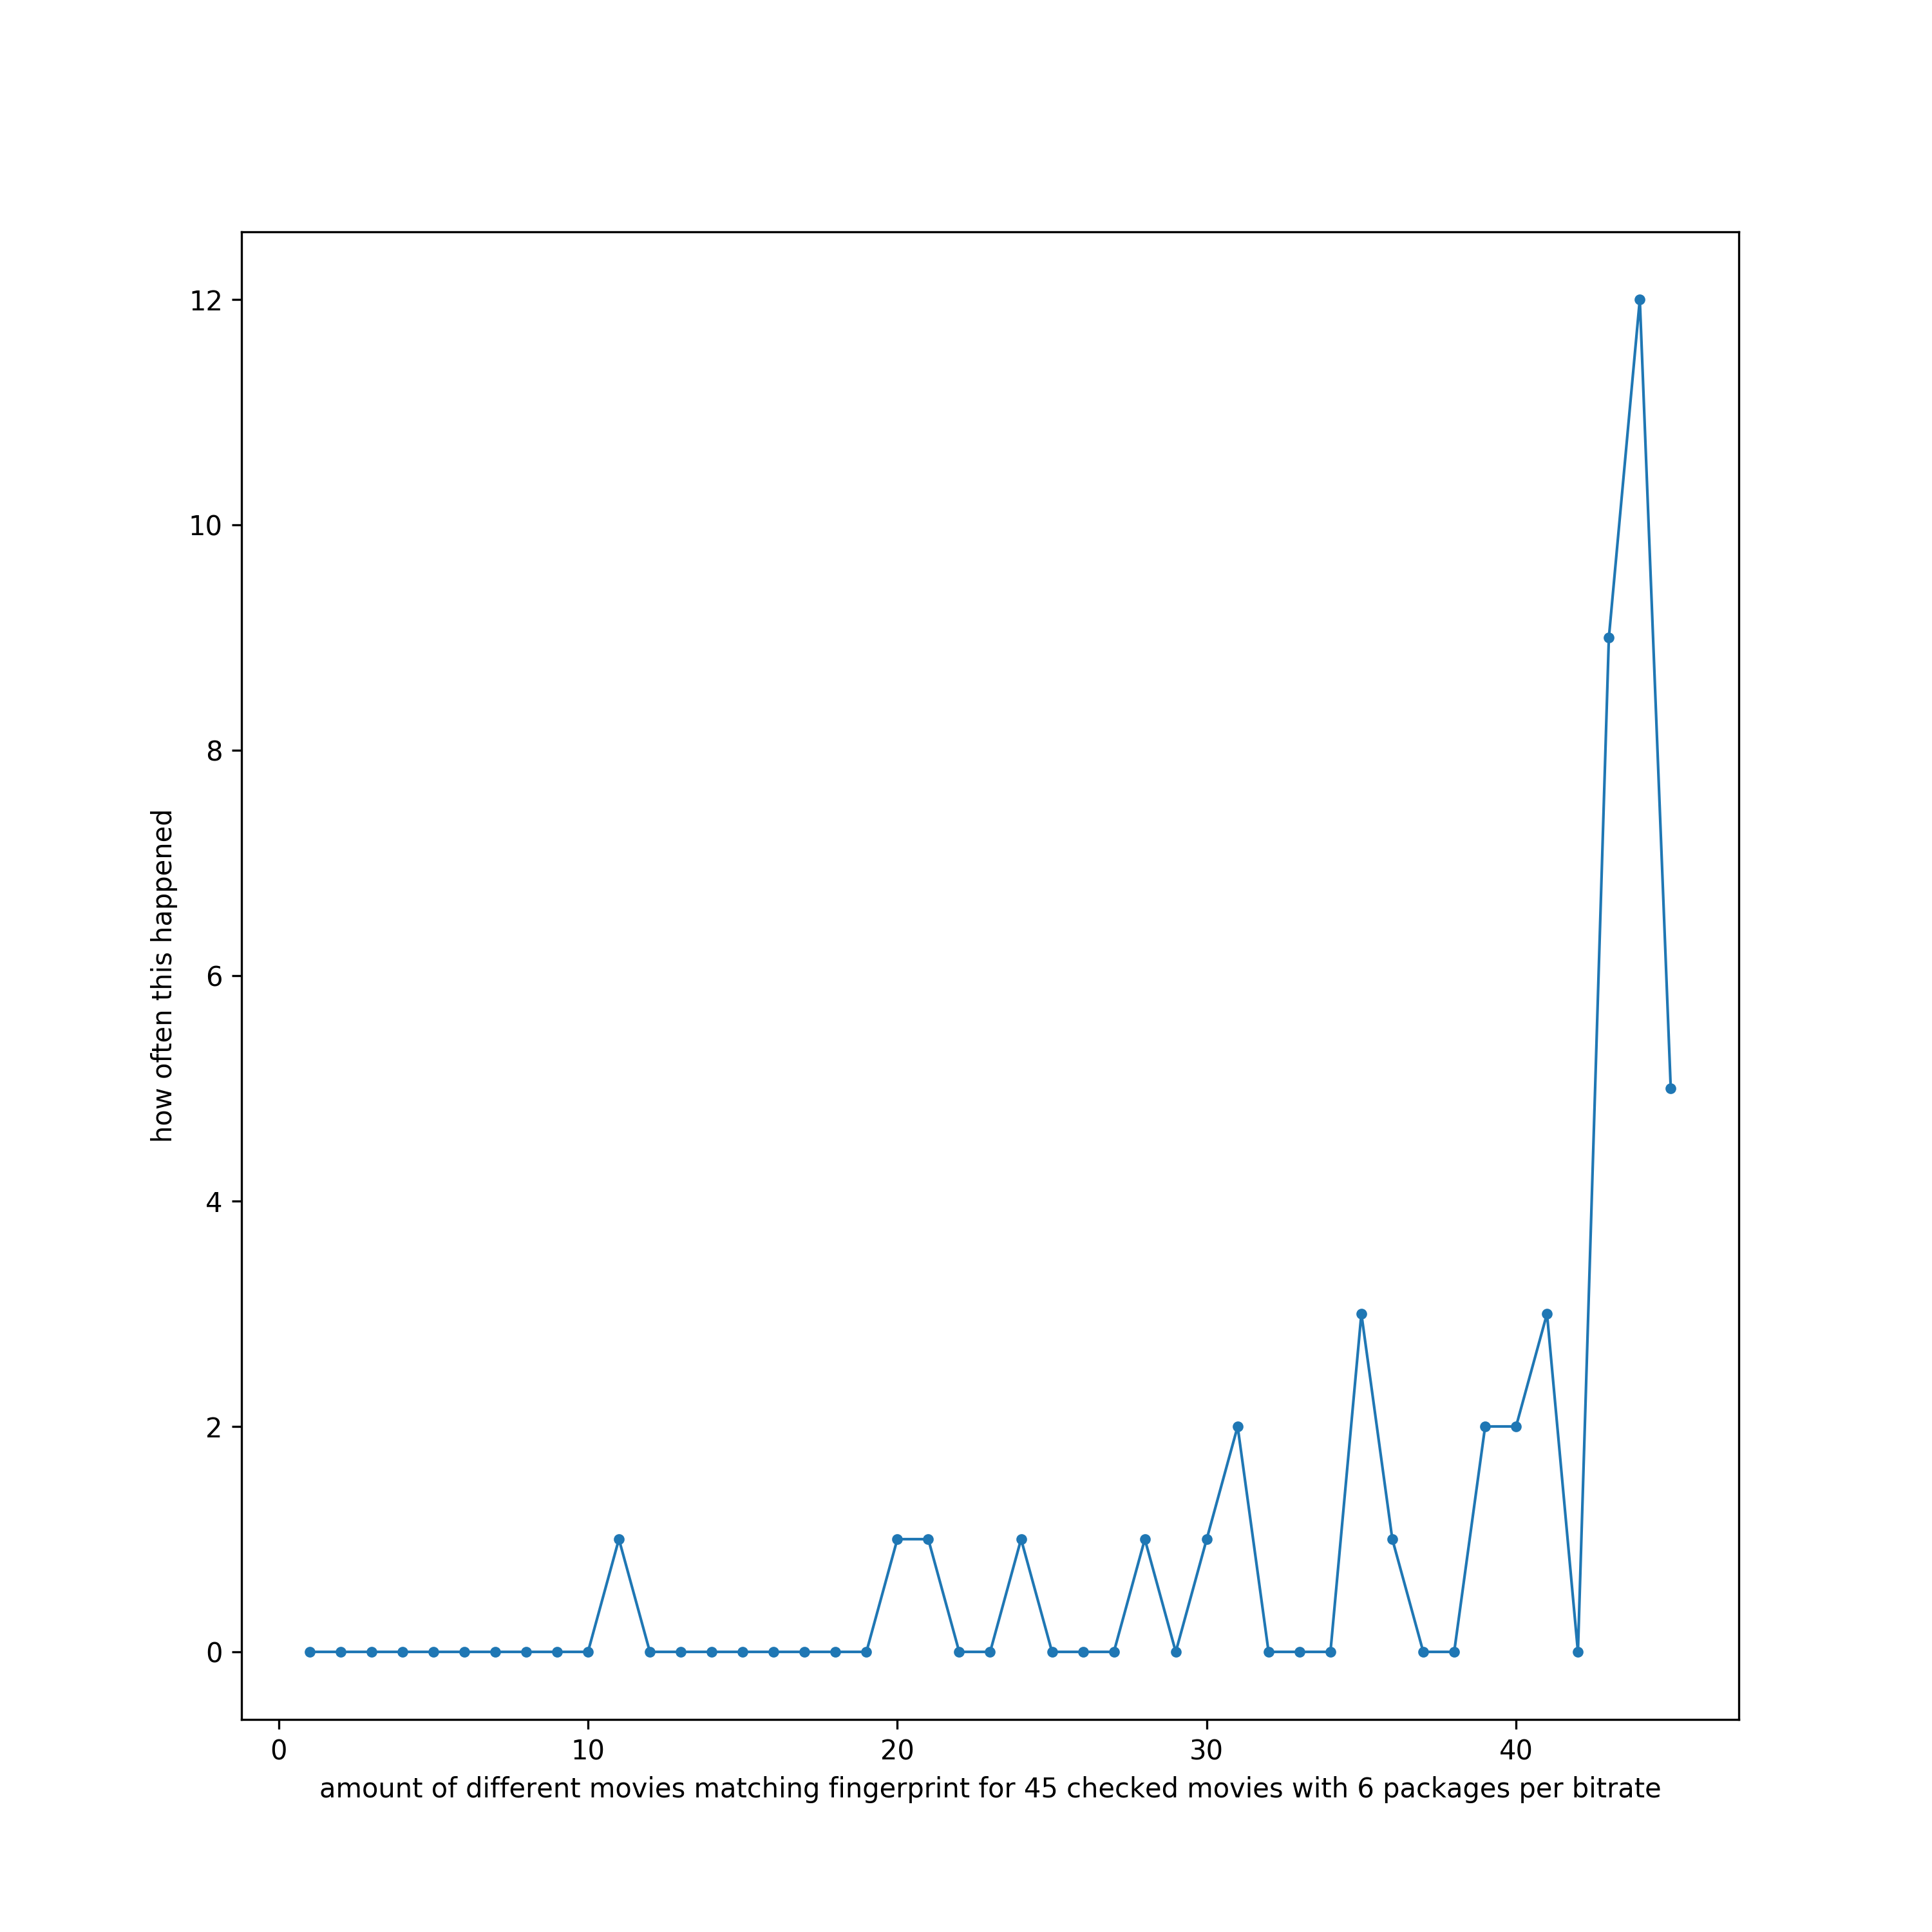 12
10
8
6
4
2
0
how often this happened
0 10 20 30 40
amount of different movies matching fingerprint for 45 checked movies with 6 packages per bitrate